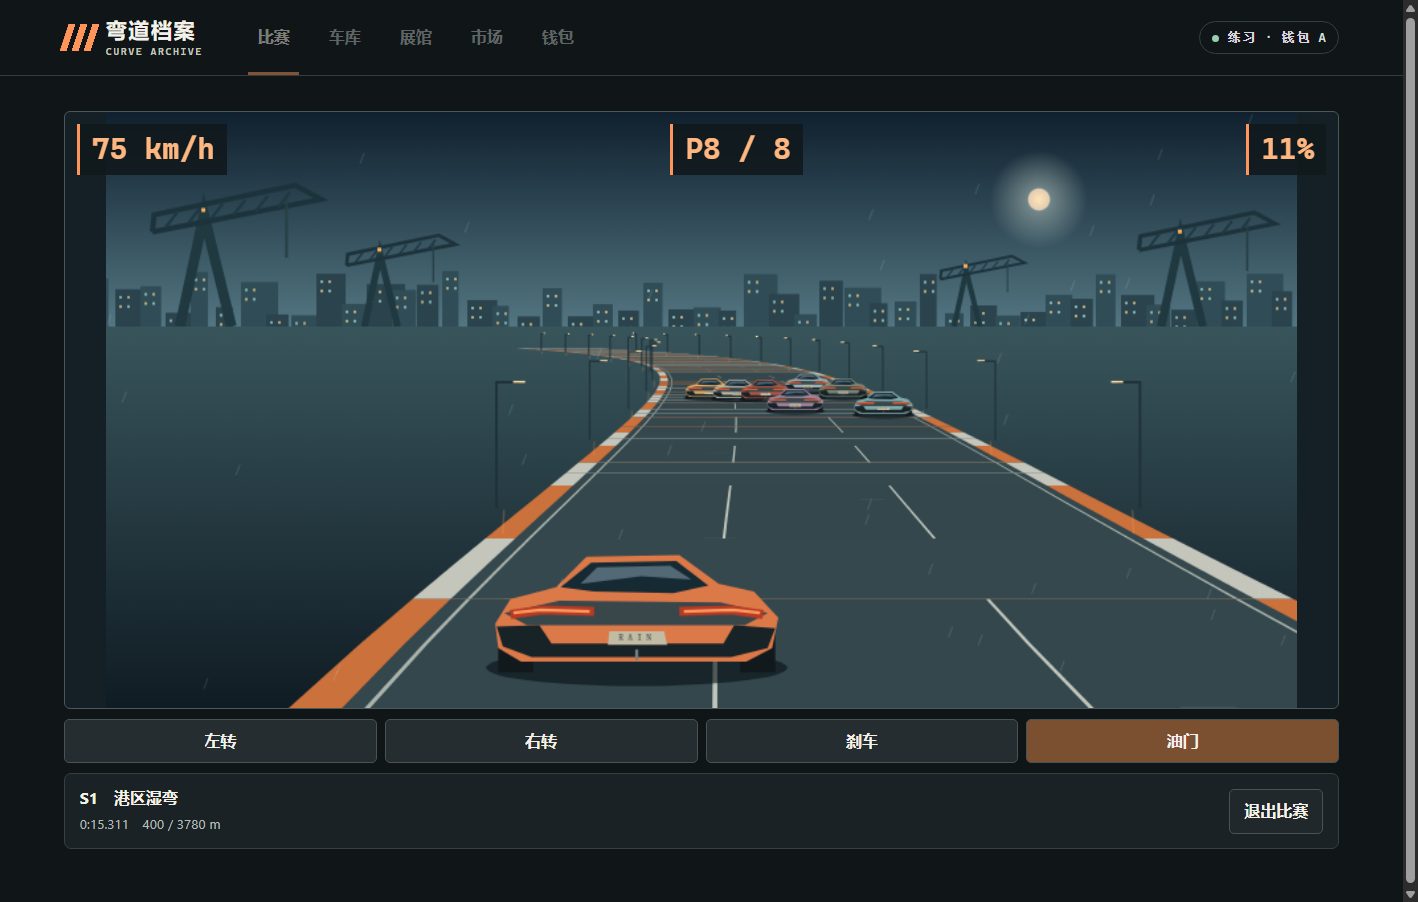 弯道档案
CURVE ARCHIVE
比赛
车库
展馆
市场
钱包
练习 · 钱包 A
75 km/h
P8 / 8
11%
RAIN
左转
右转
刹车
油门
S1 港区湿弯
0:15.311 400 / 3780 m
退出比赛